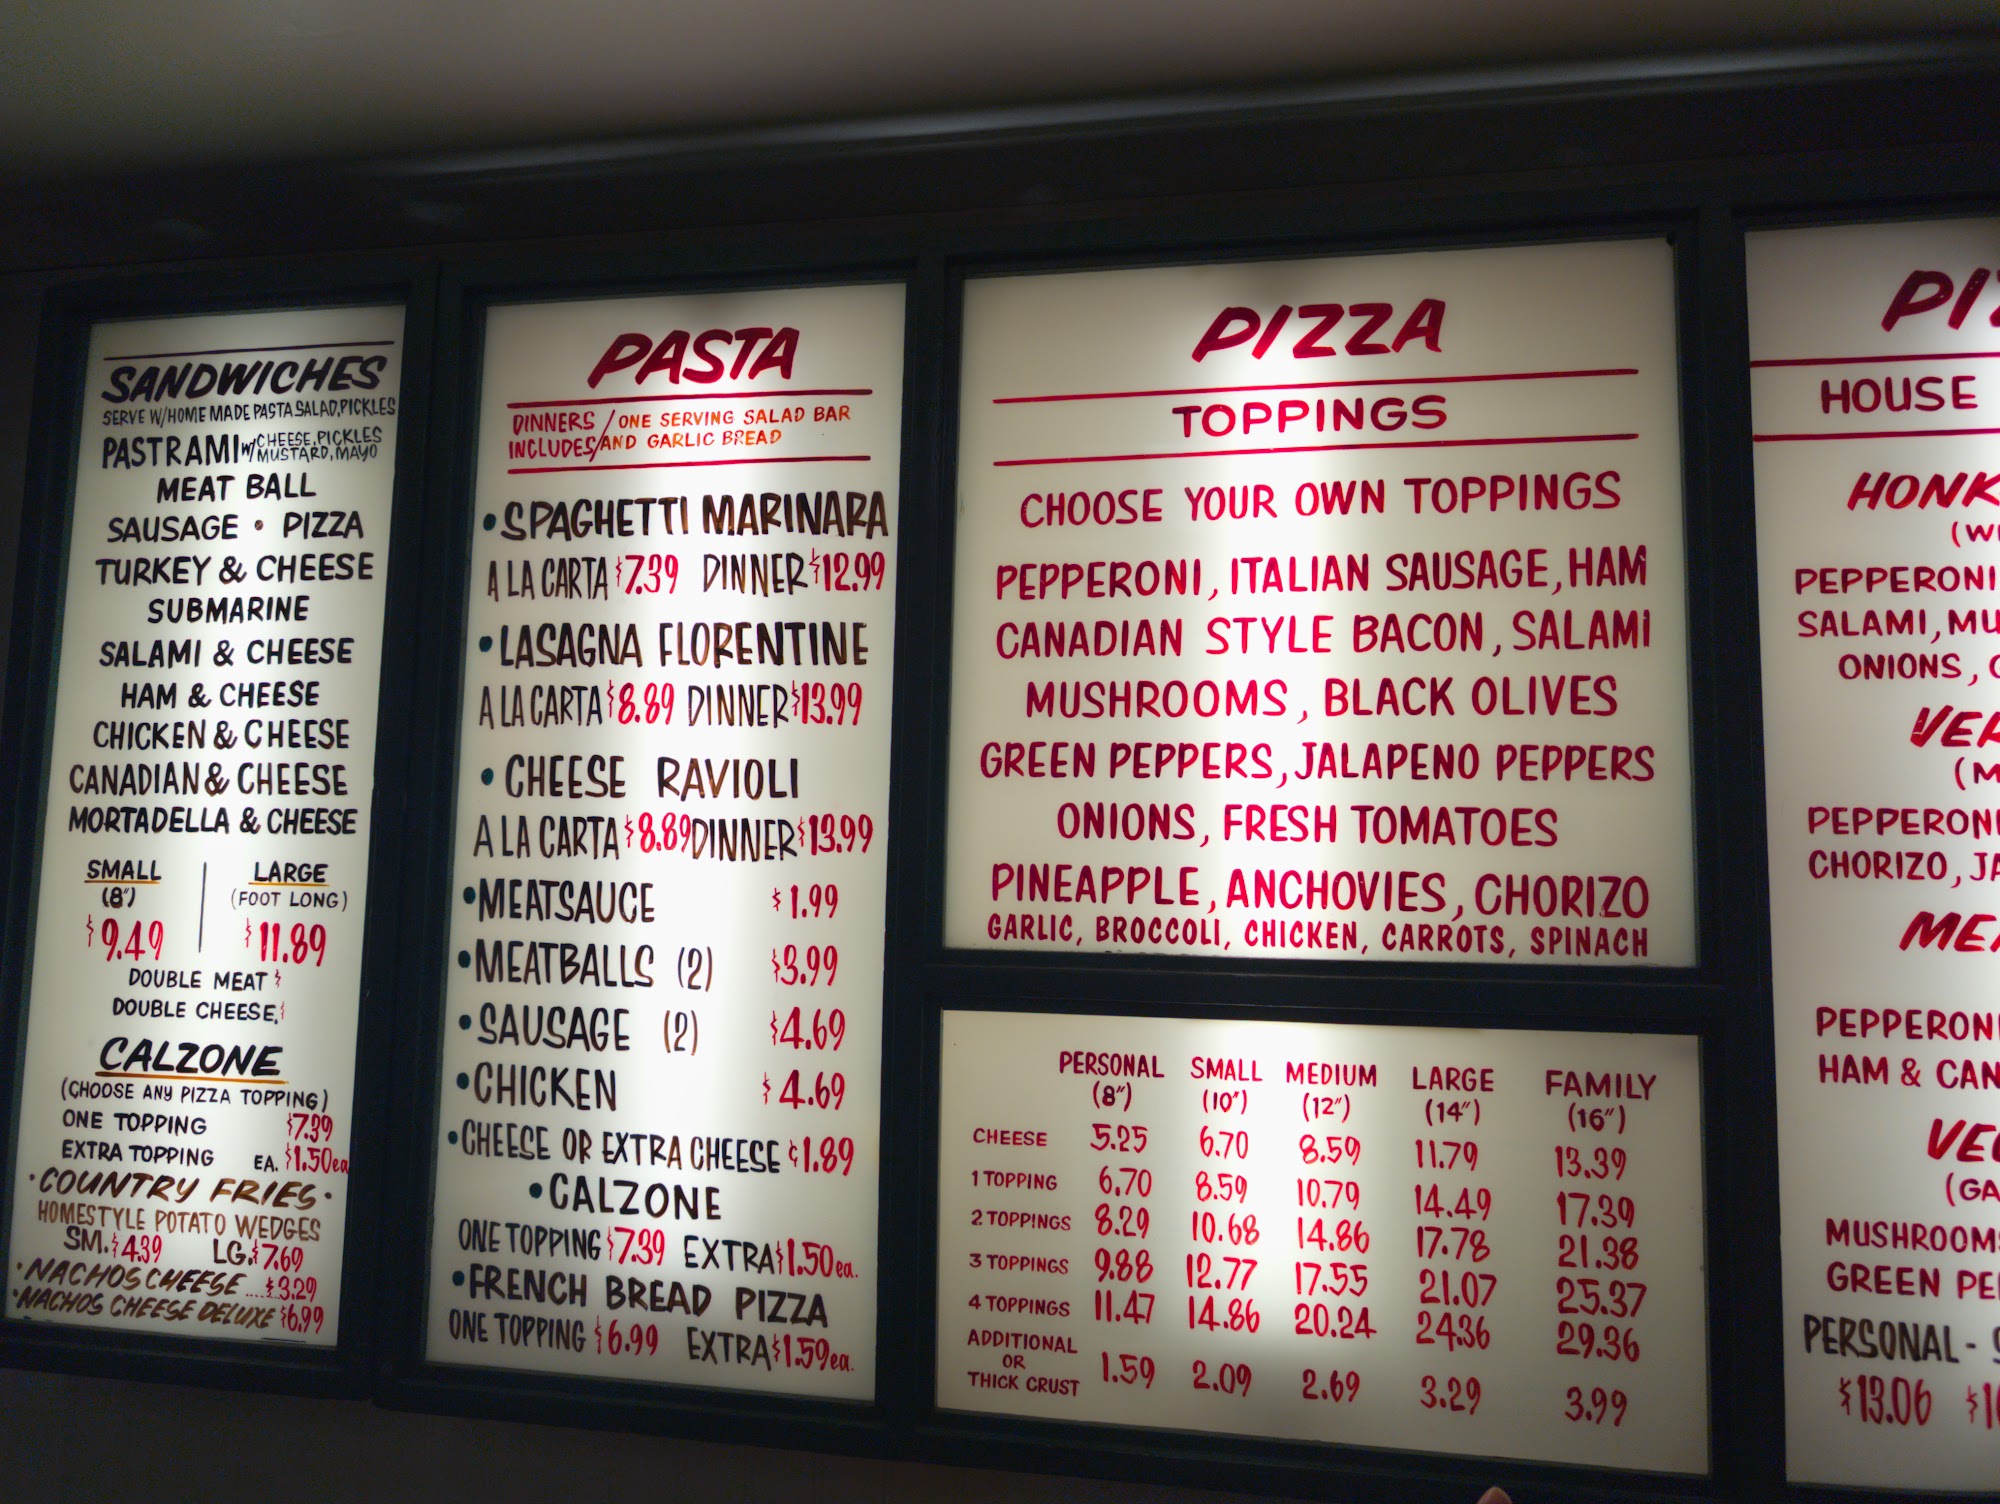 SANDWICHES
SERVE W/HOME MADE PASTA SALAD, PICKLES
PASTRAMI W/ CHEESE, PICKLES
MUSTARD, MAYO
MEAT BALL
SAUSAGE • PIZZA
TURKEY & CHEESE
SUBMARINE
SALAMI & CHEESE
HAM & CHEESE
CHICKEN & CHEESE
CANADIAN & CHEESE
MORTADELLA & CHEESE
SMALL LARGE
(8") (FOOT LONG)
$9.49 $11.89
DOUBLE MEAT $
DOUBLE CHEESE. $
CALZONE
(CHOOSE ANY PIZZA TOPPING)
ONE TOPPING $7.39
EXTRA TOPPING EA. $1.50ea
•COUNTRY FRIES•
HOMESTYLE POTATO WEDGES
SM. $4.39 LG. $7.69
•NACHOS CHEESE .... $3.29
•NACHOS CHEESE DELUXE $6.99
PASTA
DINNERS / ONE SERVING SALAD BAR
INCLUDES / AND GARLIC BREAD
•SPAGHETTI MARINARA
A LA CARTA $7.39 DINNER $12.99
•LASAGNA FLORENTINE
A LA CARTA $8.89 DINNER $13.99
•CHEESE RAVIOLI
A LA CARTA $8.89 DINNER $13.99
•MEATSAUCE $1.99
•MEATBALLS (2) $3.99
•SAUSAGE (2) $4.69
•CHICKEN $4.69
•CHEESE OR EXTRA CHEESE ¢1.89
•CALZONE
ONE TOPPING $7.39 EXTRA $1.50ea.
•FRENCH BREAD PIZZA
ONE TOPPING $6.99 EXTRA $1.59ea.
PIZZA
TOPPINGS
CHOOSE YOUR OWN TOPPINGS
PEPPERONI, ITALIAN SAUSAGE, HAM
CANADIAN STYLE BACON, SALAMI
MUSHROOMS, BLACK OLIVES
GREEN PEPPERS, JALAPENO PEPPERS
ONIONS, FRESH TOMATOES
PINEAPPLE, ANCHOVIES, CHORIZO
GARLIC, BROCCOLI, CHICKEN, CARROTS, SPINACH
PERSONAL SMALL MEDIUM LARGE FAMILY
(8") (10") (12") (14") (16")
CHEESE 5.25 6.70 8.59 11.79 13.39
1 TOPPING 6.70 8.59 10.79 14.49 17.39
2 TOPPINGS 8.29 10.68 14.86 17.78 21.38
3 TOPPINGS 9.88 12.77 17.55 21.07 25.37
4 TOPPINGS 11.47 14.86 20.24 24.36 29.36
ADDITIONAL
OR
THICK CRUST 1.59 2.09 2.69 3.29 3.99
HOUSE
PEPPERONI
SALAMI,
ONIONS,
PEPPERONI
CHORIZO,
PEPPERONI
HAM & CAN
MUSHROOMS
GREEN PE
PERSONAL -
$13.06